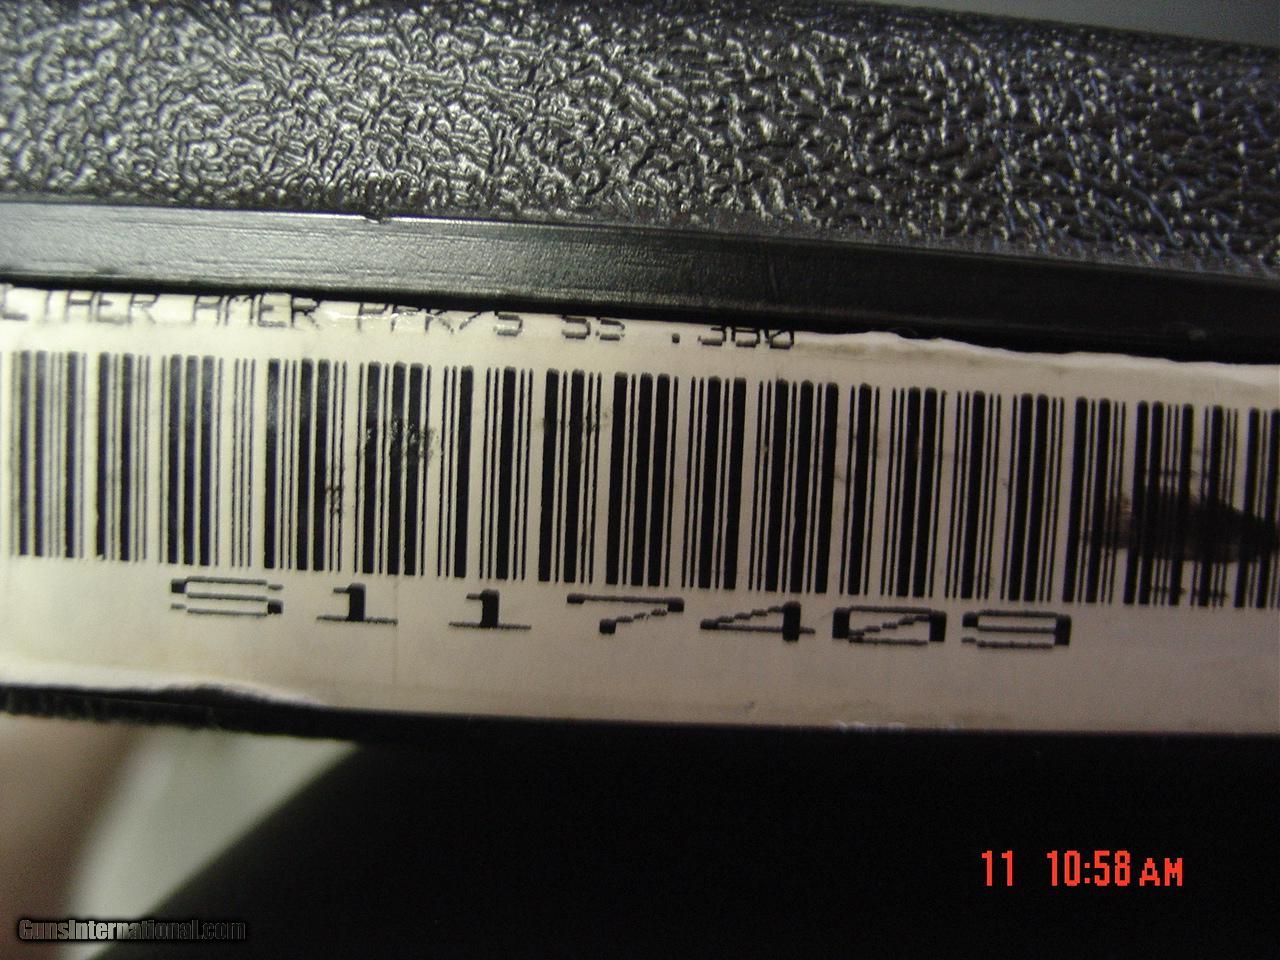 LTHER AMER PPK/S SS .380
S117409
11 10:58 AM
GunsInternational.com